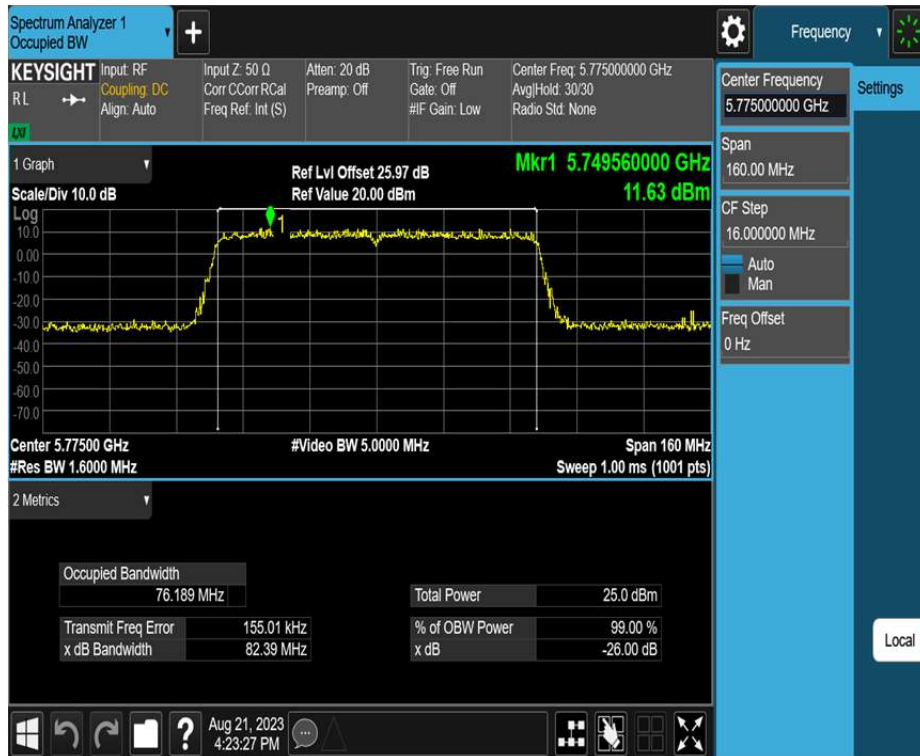 Spectrum Analyzer 1
Occupied BW
+
Frequency
KEYSIGHT
R L
LXI
Input: RF
Coupling: DC
Align: Auto
Input Z: 50 Ω
Corr CCorr RCal
Freq Ref: Int (S)
Atten: 20 dB
Preamp: Off
Trig: Free Run
Gate: Off
#IF Gain: Low
Center Freq: 5.775000000 GHz
Avg|Hold: 30/30
Radio Std: None
Center Frequency
5.775000000 GHz
Settings
Span
160.00 MHz
CF Step
16.000000 MHz
Auto
Man
Freq Offset
0 Hz
Local
1 Graph
Scale/Div 10.0 dB
Ref Lvl Offset 25.97 dB
Ref Value 20.00 dBm
Mkr1 5.749560000 GHz
11.63 dBm
Log
10.0
0.00
-10.0
-20.0
-30.0
-40.0
-50.0
-60.0
-70.0
1
Center 5.77500 GHz
#Res BW 1.6000 MHz
#Video BW 5.0000 MHz
Span 160 MHz
Sweep 1.00 ms (1001 pts)
2 Metrics
Occupied Bandwidth
76.189 MHz
Transmit Freq Error 155.01 kHz
x dB Bandwidth 82.39 MHz
Total Power 25.0 dBm
% of OBW Power 99.00 %
x dB -26.00 dB
?
Aug 21, 2023
4:23:27 PM